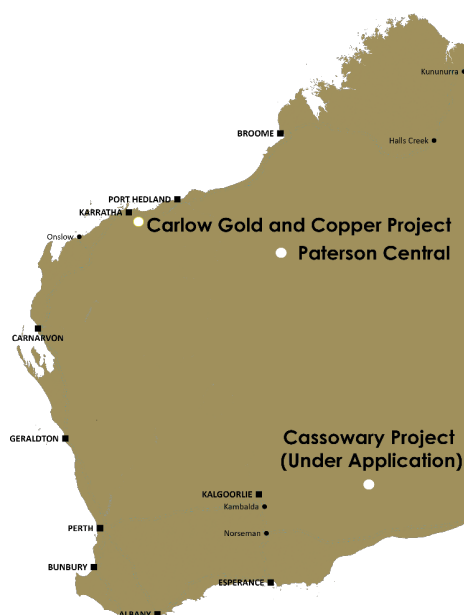 Kununurra
BROOME
Halls Creek
PORT HEDLAND
KARRATHA
Carlow Gold and Copper Project
Onslow
Paterson Central
CARNARVON
GERALDTON
Cassowary Project
(Under Application)
KALGOORLIE
Kambalda
PERTH
Norseman
BUNBURY
ESPERANCE
ALBANY